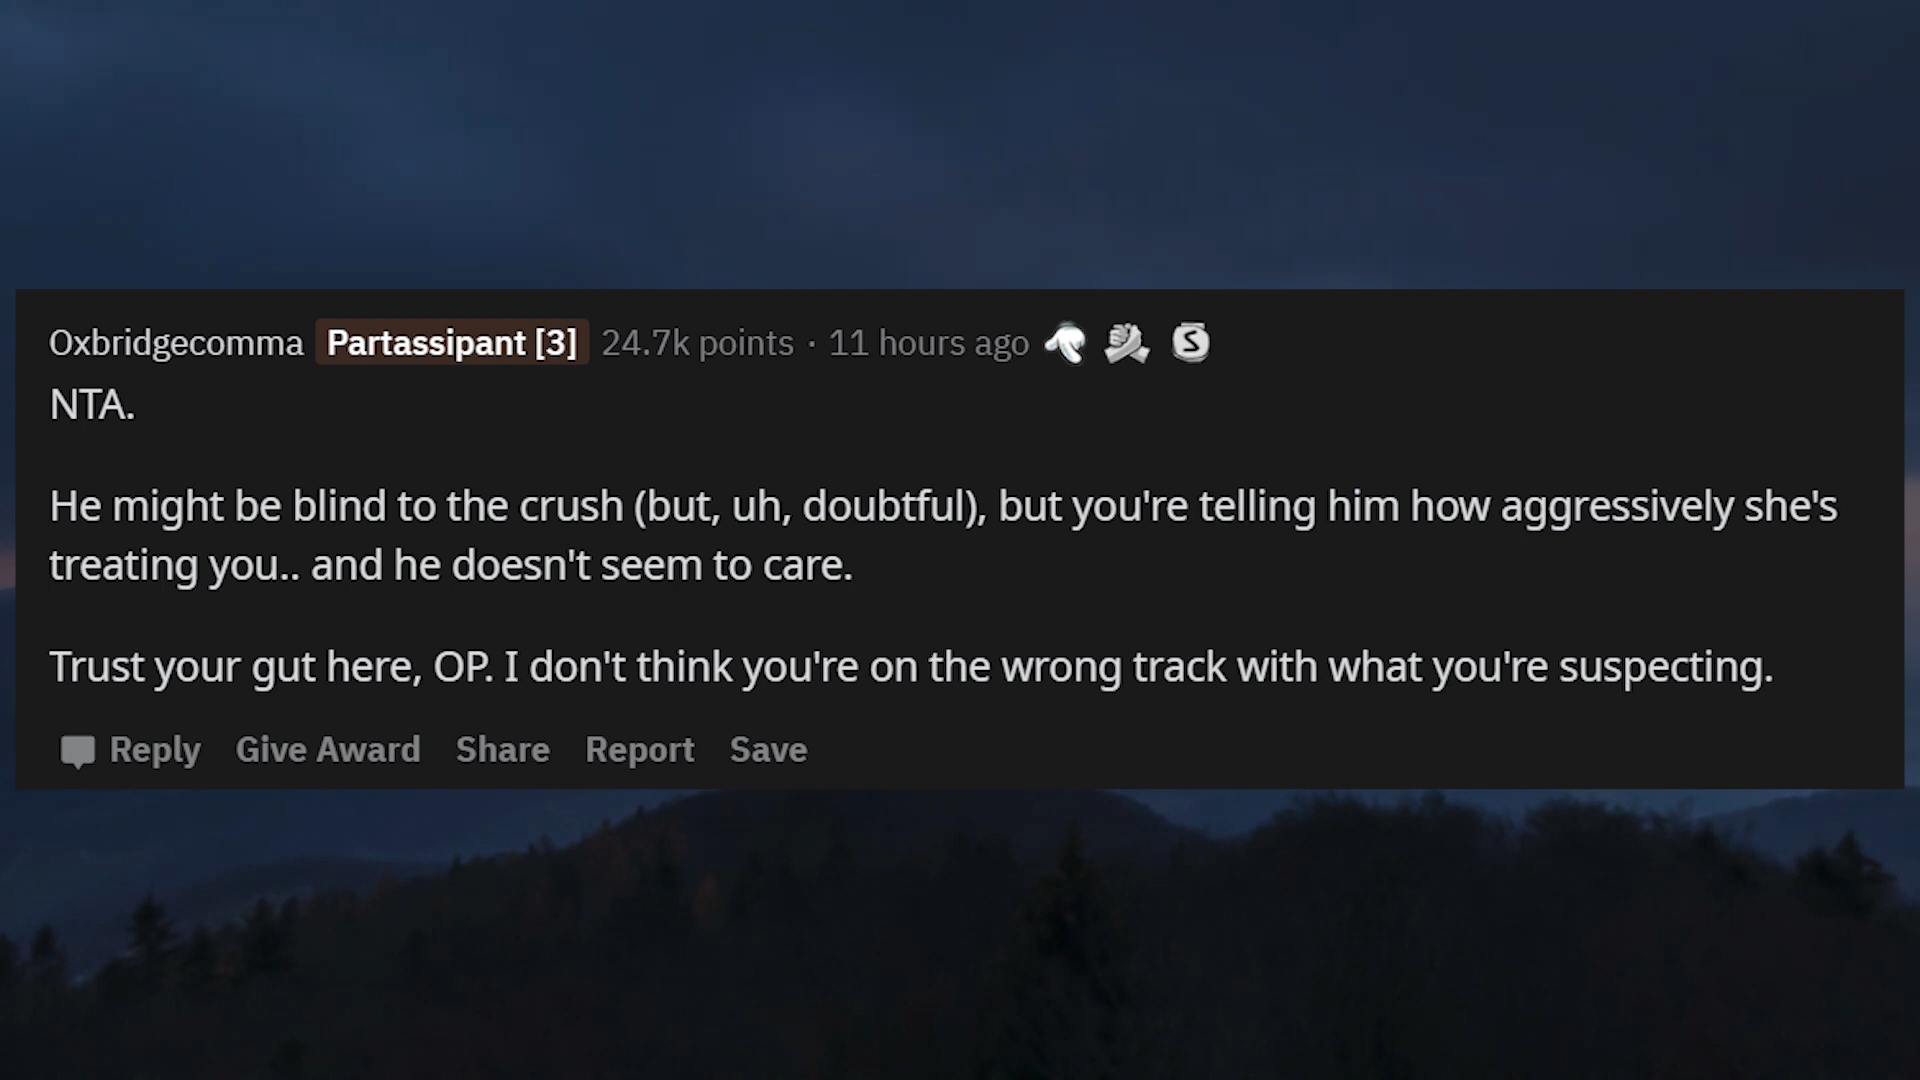 Oxbridgecomma Partassipant [3] 24.7k points · 11 hours ago
NTA.
He might be blind to the crush (but, uh, doubtful), but you're telling him how aggressively she's
treating you.. and he doesn't seem to care.
Trust your gut here, OP. I don't think you're on the wrong track with what you're suspecting.
Reply Give Award Share Report Save